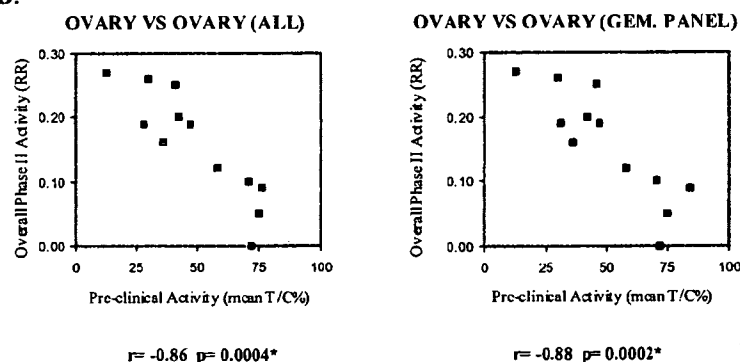 OVARY VS OVARY (ALL)
Overall Phase II Activity (RR)
0.30
0.20
0.10
0.00
0 25 50 75 100
Pre-clinical Activity (mean T/C%)
r= -0.86 p= 0.0004*
OVARY VS OVARY (GEM. PANEL)
Overall Phase II Activity (RR)
0.30
0.20
0.10
0.00
0 25 50 75 100
Pre-clinical Activity (mean T/C%)
r= -0.88 p= 0.0002*